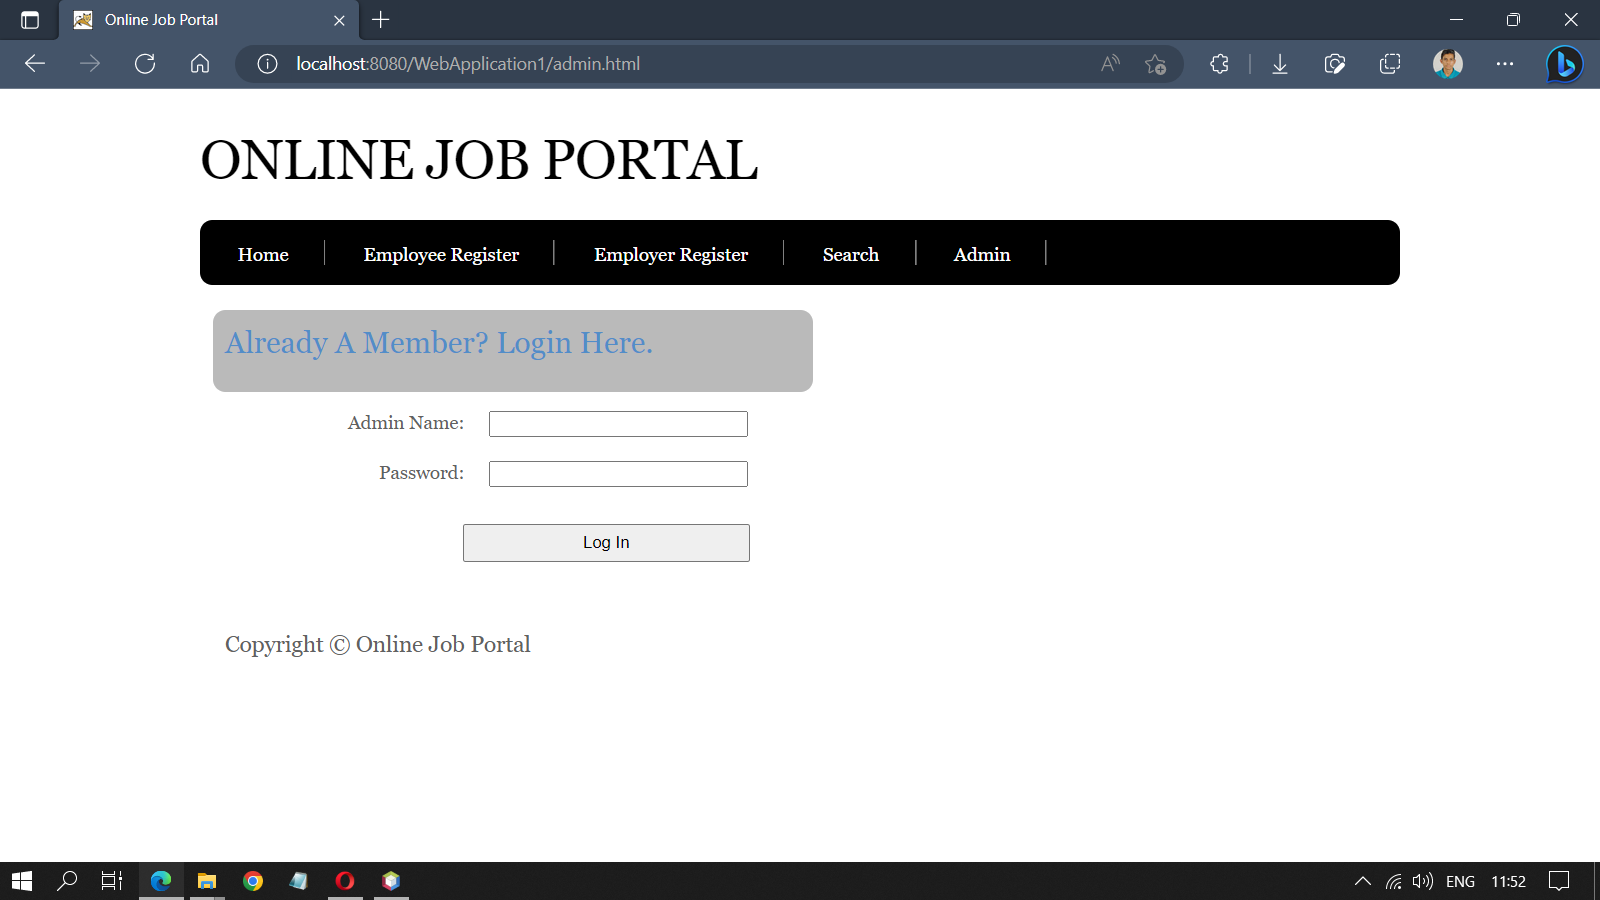 Online Job Portal
localhost:8080/WebApplication1/admin.html
ONLINE JOB PORTAL
Home Employee Register Employer Register Search Admin
Already A Member? Login Here.
Admin Name:
Password:
Log In
Copyright © Online Job Portal
ENG 11:52